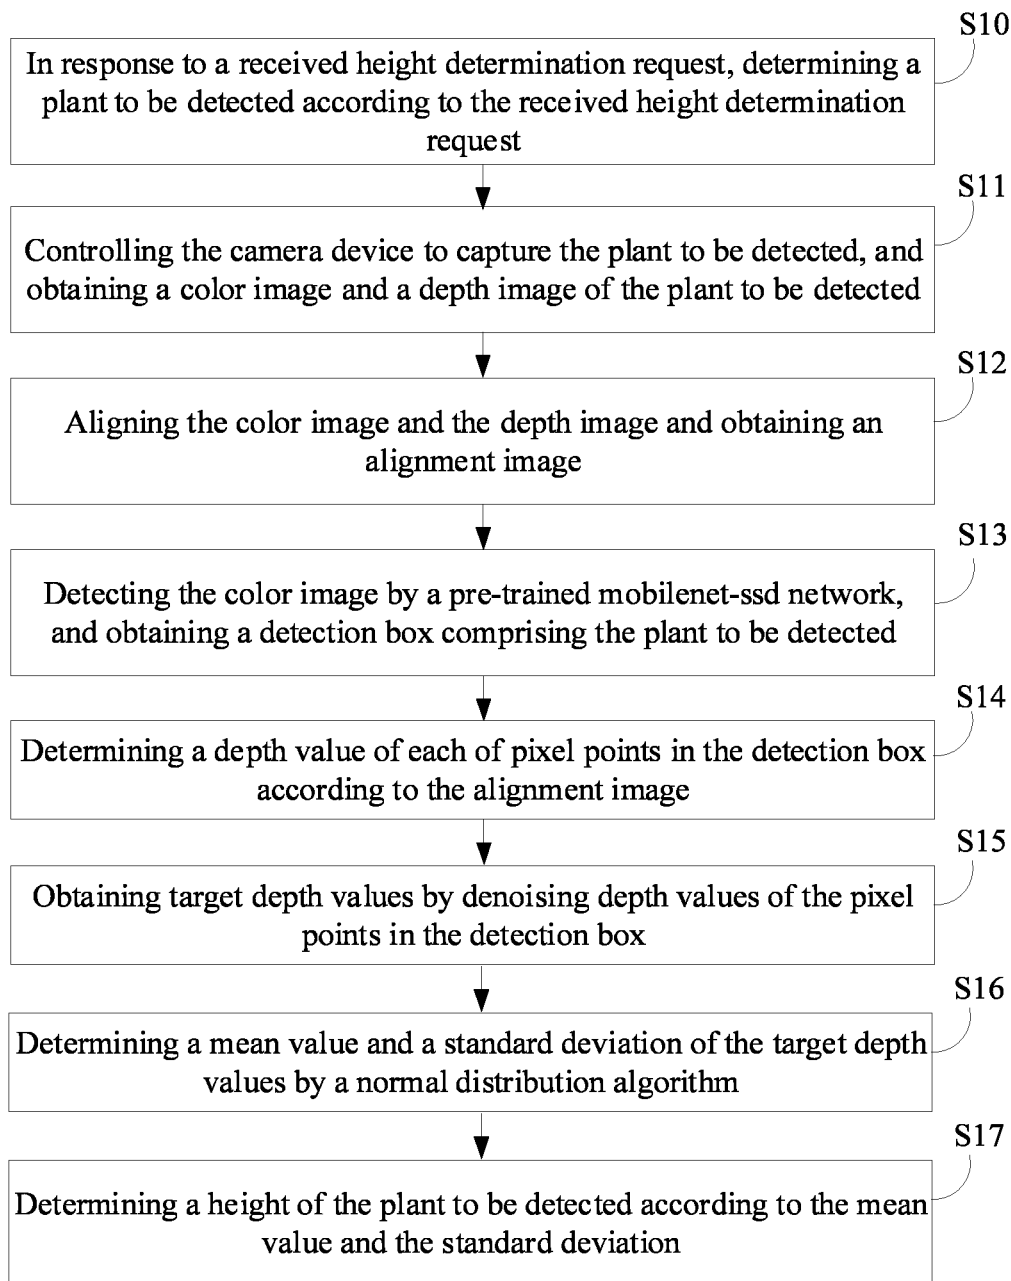 S10
In response to a received height determination request, determining a
plant to be detected according to the received height determination
request
S11
Controlling the camera device to capture the plant to be detected, and
obtaining a color image and a depth image of the plant to be detected
S12
Aligning the color image and the depth image and obtaining an
alignment image
S13
Detecting the color image by a pre-trained mobilenet-ssd network,
and obtaining a detection box comprising the plant to be detected
S14
Determining a depth value of each of pixel points in the detection box
according to the alignment image
S15
Obtaining target depth values by denoising depth values of the pixel
points in the detection box
S16
Determining a mean value and a standard deviation of the target depth
values by a normal distribution algorithm
S17
Determining a height of the plant to be detected according to the mean
value and the standard deviation